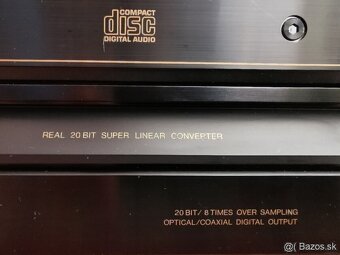 COMPACT
disc
DIGITAL AUDIO
REAL 20 BIT SUPER LINEAR CONVERTER
20 BIT/ 8 TIMES OVER SAMPLING
OPTICAL/COAXIAL DIGITAL OUTPUT
© Bazos.sk